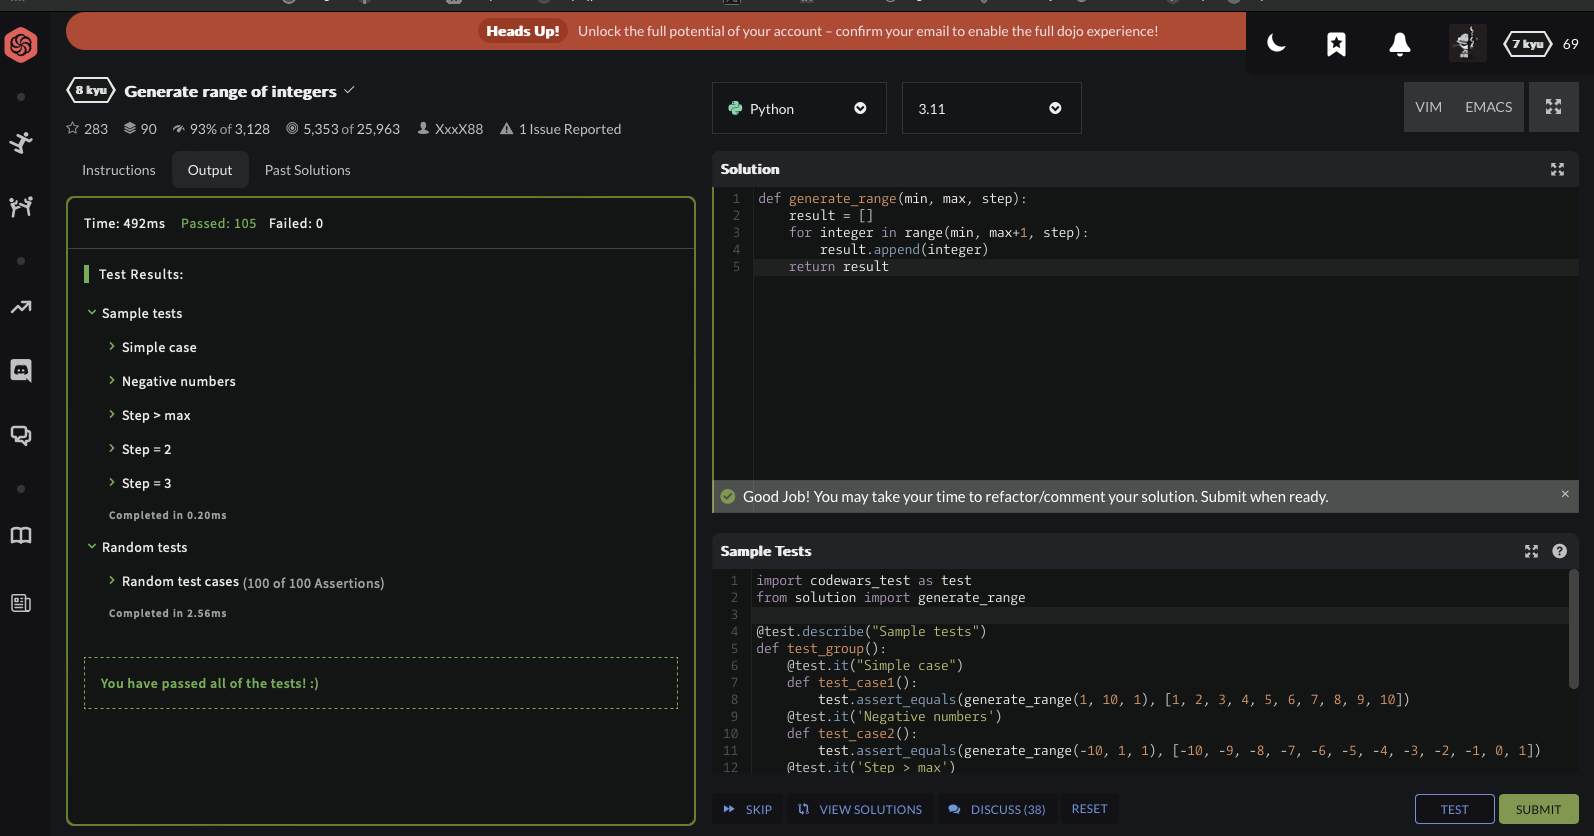 Heads Up! Unlock the full potential of your account – confirm your email to enable the full dojo experience!
7 kyu 69
8 kyu Generate range of integers
283 90 93% of 3,128 5,353 of 25,963 XxxX88 1 Issue Reported
Instructions Output Past Solutions
Time: 492ms Passed: 105 Failed: 0
Test Results:
Sample tests
Simple case
Negative numbers
Step > max
Step = 2
Step = 3
Completed in 0.20ms
Random tests
Random test cases (100 of 100 Assertions)
Completed in 2.56ms
You have passed all of the tests! :)
Python 3.11 VIM EMACS
Solution
1 def generate_range(min, max, step):
2     result = []
3     for integer in range(min, max+1, step):
4         result.append(integer)
5     return result
Good Job! You may take your time to refactor/comment your solution. Submit when ready. ×
Sample Tests ?
1 import codewars_test as test
2 from solution import generate_range
3
4 @test.describe("Sample tests")
5 def test_group():
6     @test.it("Simple case")
7     def test_case1():
8         test.assert_equals(generate_range(1, 10, 1), [1, 2, 3, 4, 5, 6, 7, 8, 9, 10])
9     @test.it('Negative numbers')
10     def test_case2():
11         test.assert_equals(generate_range(-10, 1, 1), [-10, -9, -8, -7, -6, -5, -4, -3, -2, -1, 0, 1])
12     @test.it('Step > max')
SKIP VIEW SOLUTIONS DISCUSS (38) RESET TEST SUBMIT